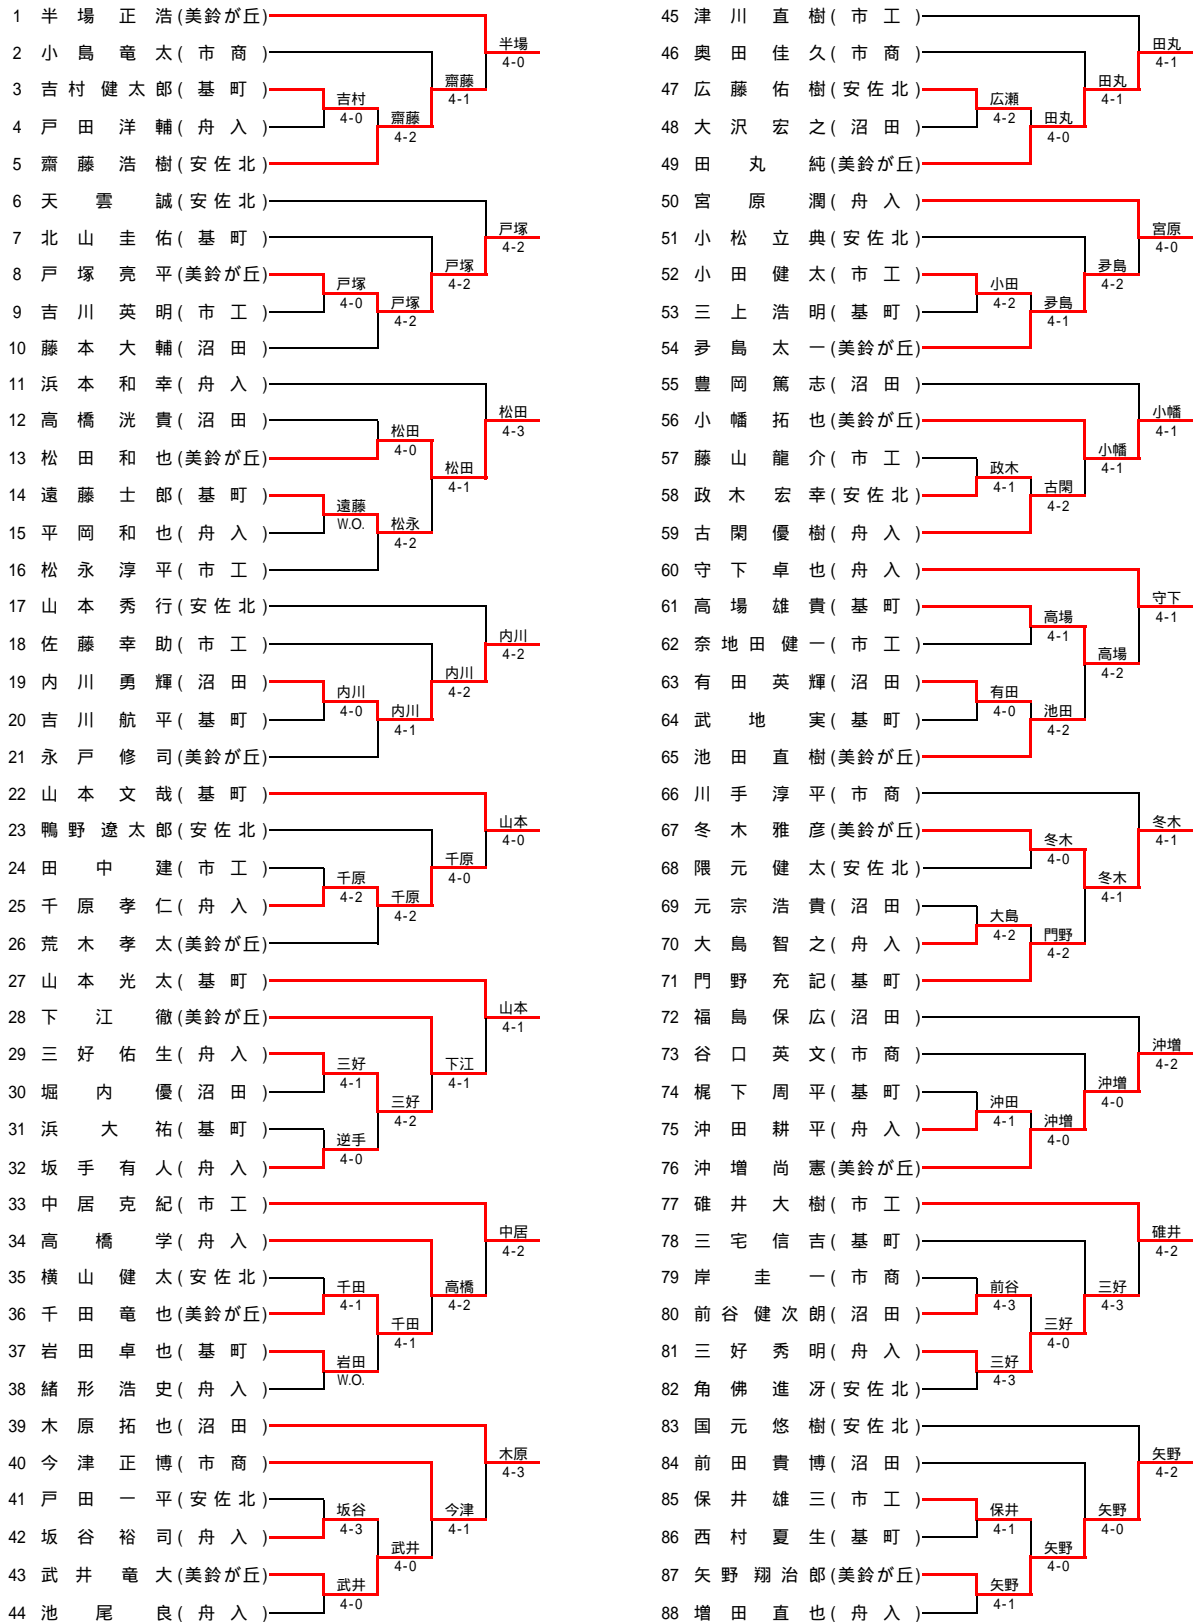 1 半場正浩(美鈴が丘)
2 小島竜太(市商)
3 吉村健太郎(基町)
4 戸田洋輔(舟入)
5 齋藤浩樹(安佐北)
吉村 4-0
齋藤 4-2
齋藤 4-1
半場 4-0
6 天雲誠(安佐北)
7 北山圭佑(基町)
8 戸塚亮平(美鈴が丘)
9 吉川英明(市工)
10 藤本大輔(沼田)
戸塚 4-0
戸塚 4-2
戸塚 4-2
戸塚 4-2
11 浜本和幸(舟入)
12 高橋洸貴(沼田)
13 松田和也(美鈴が丘)
14 遠藤士郎(基町)
15 平岡和也(舟入)
16 松永淳平(市工)
松田 4-0
遠藤 W.O.
松永 4-2
松田 4-1
松田 4-3
17 山本秀行(安佐北)
18 佐藤幸助(市工)
19 内川勇輝(沼田)
20 吉川航平(基町)
21 永戸修司(美鈴が丘)
内川 4-0
内川 4-1
内川 4-2
内川 4-2
22 山本文哉(基町)
23 鴨野遼太郎(安佐北)
24 田中建(市工)
25 千原孝仁(舟入)
26 荒木孝太(美鈴が丘)
千原 4-2
千原 4-2
千原 4-0
山本 4-0
27 山本光太(基町)
28 下江徹(美鈴が丘)
29 三好佑生(舟入)
30 堀内優(沼田)
31 浜大祐(基町)
32 坂手有人(舟入)
三好 4-1
逆手 4-0
三好 4-2
下江 4-1
山本 4-1
33 中居克紀(市工)
34 高橋学(舟入)
35 横山健太(安佐北)
36 千田竜也(美鈴が丘)
37 岩田卓也(基町)
38 緒形浩史(舟入)
千田 4-1
岩田 W.O.
千田 4-1
高橋 4-2
中居 4-2
39 木原拓也(沼田)
40 今津正博(市商)
41 戸田一平(安佐北)
42 坂谷裕司(舟入)
43 武井竜大(美鈴が丘)
44 池尾良(舟入)
坂谷 4-3
武井 4-0
武井 4-0
今津 4-1
木原 4-3
45 津川直樹(市工)
46 奥田佳久(市商)
47 広藤佑樹(安佐北)
48 大沢宏之(沼田)
49 田丸純(美鈴が丘)
広瀬 4-2
田丸 4-0
田丸 4-1
田丸 4-1
50 宮原潤(舟入)
51 小松立典(安佐北)
52 小田健太(市工)
53 三上浩明(基町)
54 夛島太一(美鈴が丘)
小田 4-2
夛島 4-1
夛島 4-2
宮原 4-0
55 豊岡篤志(沼田)
56 小幡拓也(美鈴が丘)
57 藤山龍介(市工)
58 政木宏幸(安佐北)
59 古閑優樹(舟入)
政木 4-1
古閑 4-2
小幡 4-1
小幡 4-1
60 守下卓也(舟入)
61 高場雄貴(基町)
62 奈地田健一(市工)
63 有田英輝(沼田)
64 武地実(基町)
65 池田直樹(美鈴が丘)
高場 4-1
有田 4-0
池田 4-2
高場 4-2
守下 4-1
66 川手淳平(市商)
67 冬木雅彦(美鈴が丘)
68 隈元健太(安佐北)
69 元宗浩貴(沼田)
70 大島智之(舟入)
71 門野充記(基町)
冬木 4-0
大島 4-2
門野 4-2
冬木 4-1
冬木 4-1
72 福島保広(沼田)
73 谷口英文(市商)
74 梶下周平(基町)
75 沖田耕平(舟入)
76 沖増尚憲(美鈴が丘)
沖田 4-1
沖増 4-0
沖増 4-0
沖増 4-2
77 碓井大樹(市工)
78 三宅信吉(基町)
79 岸圭一(市商)
80 前谷健次朗(沼田)
81 三好秀明(舟入)
82 角佛進冴(安佐北)
前谷 4-3
三好 4-3
三好 4-0
三好 4-3
碓井 4-2
83 国元悠樹(安佐北)
84 前田貴博(沼田)
85 保井雄三(市工)
86 西村夏生(基町)
87 矢野翔治郎(美鈴が丘)
88 増田直也(舟入)
保井 4-1
矢野 4-1
矢野 4-0
矢野 4-0
矢野 4-2